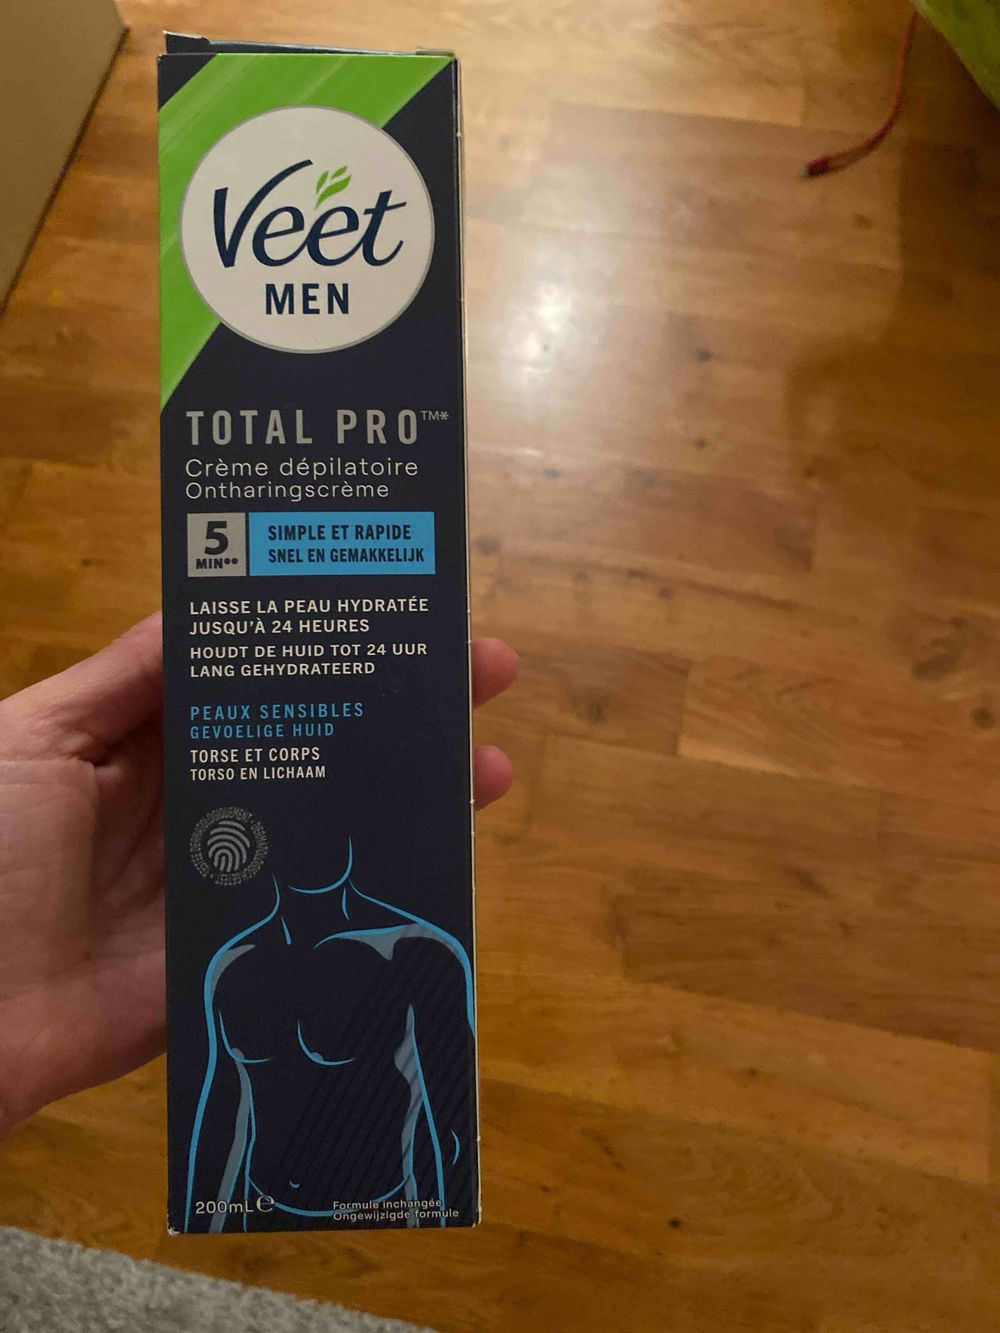 Veet
MEN
TOTAL PRO™*
Crème dépilatoire
Ontharingscrème
5
MIN**
SIMPLE ET RAPIDE
SNEL EN GEMAKKELIJK
LAISSE LA PEAU HYDRATÉE
JUSQU'À 24 HEURES
HOUDT DE HUID TOT 24 UUR
LANG GEHYDRATEERD
PEAUX SENSIBLES
GEVOELIGE HUID
TORSE ET CORPS
TORSO EN LICHAAM
200mL e
Formule inchangée
Ongewijzigde formule